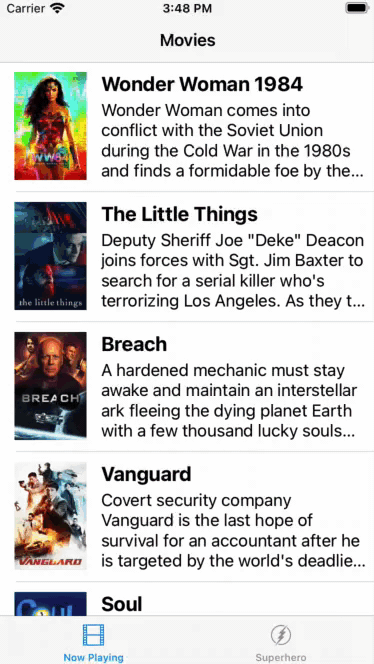 Carrier 3:48 PM
Movies
Wonder Woman 1984
Wonder Woman comes into
conflict with the Soviet Union
during the Cold War in the 1980s
and finds a formidable foe by the...
WW84
The Little Things
Deputy Sheriff Joe "Deke" Deacon
joins forces with Sgt. Jim Baxter to
search for a serial killer who's
terrorizing Los Angeles. As they t...
the little things
Breach
A hardened mechanic must stay
awake and maintain an interstellar
ark fleeing the dying planet Earth
with a few thousand lucky souls...
BREACH
Vanguard
Covert security company
Vanguard is the last hope of
survival for an accountant after he
is targeted by the world's deadlie...
VANGUARD
Soul
Soul
Now Playing
Superhero